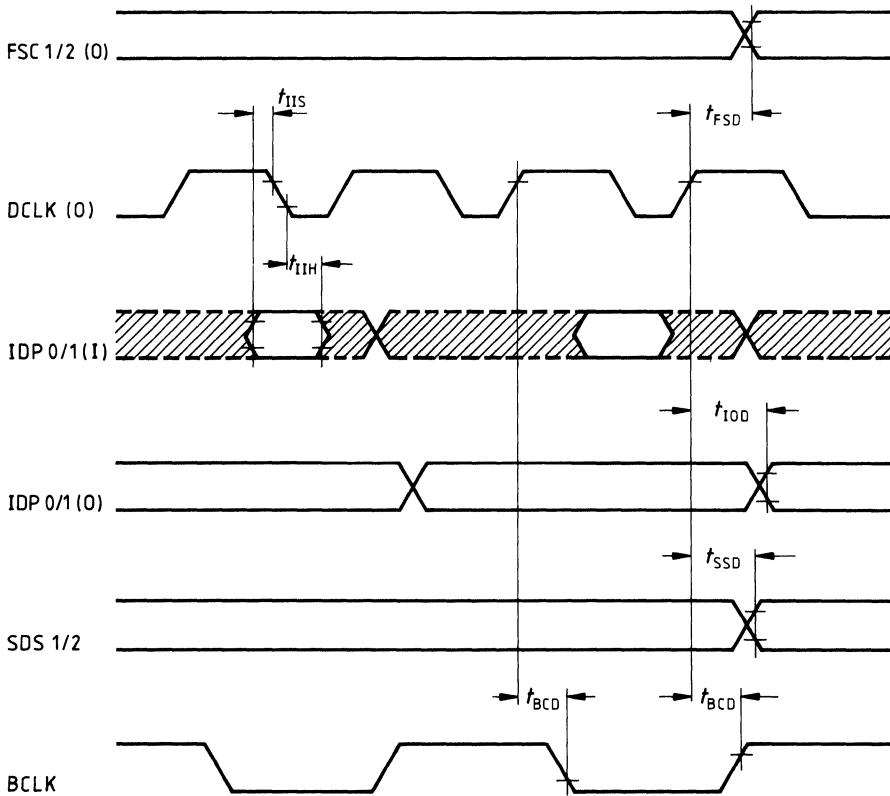 FSC 1/2 (O)
t_IIS
t_FSD
DCLK (O)
t_IIH
IDP 0/1 (I)
t_IOD
IDP 0/1 (O)
t_SSD
SDS 1/2
t_BCD
t_BCD
BCLK